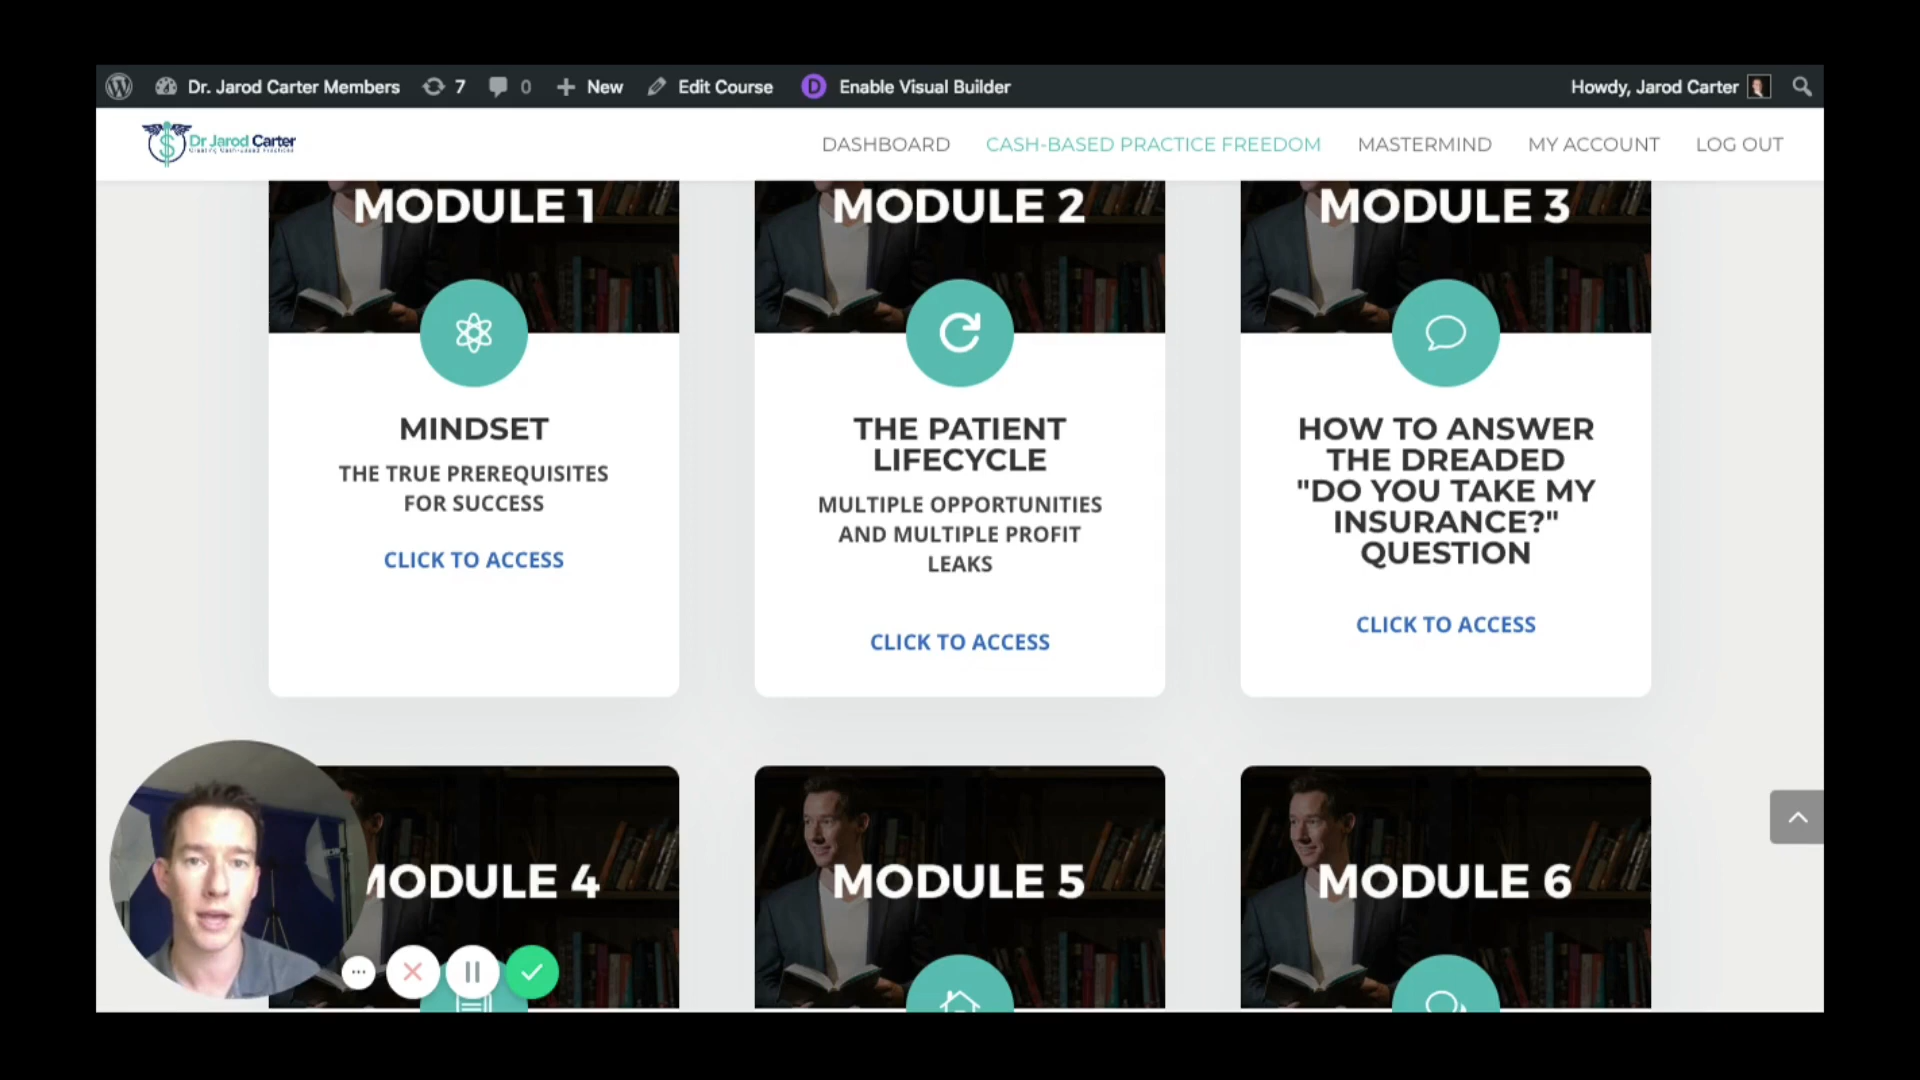 Dr. Jarod Carter Members 7 0 New Edit Course D Enable Visual Builder Howdy, Jarod Carter
Dr Jarod Carter
DASHBOARD CASH-BASED PRACTICE FREEDOM MASTERMIND MY ACCOUNT LOG OUT
MODULE 1
MODULE 2
MODULE 3
MINDSET
THE TRUE PREREQUISITES
FOR SUCCESS
CLICK TO ACCESS
THE PATIENT
LIFECYCLE
MULTIPLE OPPORTUNITIES
AND MULTIPLE PROFIT
LEAKS
CLICK TO ACCESS
HOW TO ANSWER
THE DREADED
"DO YOU TAKE MY
INSURANCE?"
QUESTION
CLICK TO ACCESS
MODULE 4
MODULE 5
MODULE 6